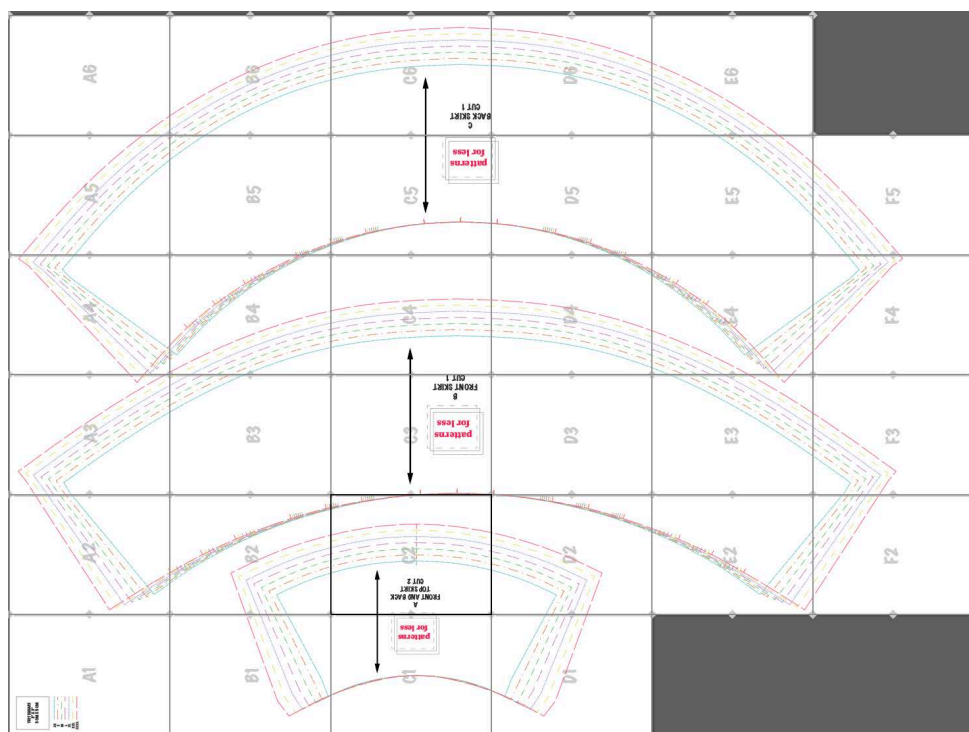 A6
B6
C6
D6
E6
BACK SKIRT
C
CUT 1
patterns
for less
A5
B5
C5
D5
E5
F5
A4
B4
C4
D4
E4
F4
FRONT SKIRT
B
CUT 1
patterns
for less
A3
B3
C3
D3
E3
F3
A2
B2
C2
D2
E2
F2
A
FRONT AND BACK
TOP SKIRT
CUT 2
patterns
for less
A1
B1
C1
D1